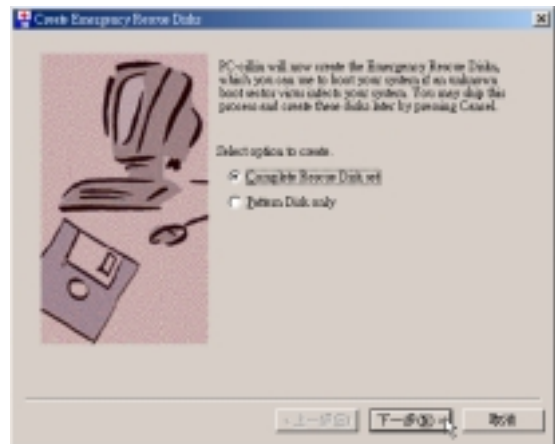 Create Emergency Rescue Disks
PC-cillin will now create the Emergency Rescue Disks,
which you can use to boot your system if an unknown
boot sector virus infects your system. You may skip this
process and create these disks later by pressing Cancel.
Select option to create.
Complete Rescue Disk set
Pattern Disk only
<上一步(B) 下一步(N) > 取消